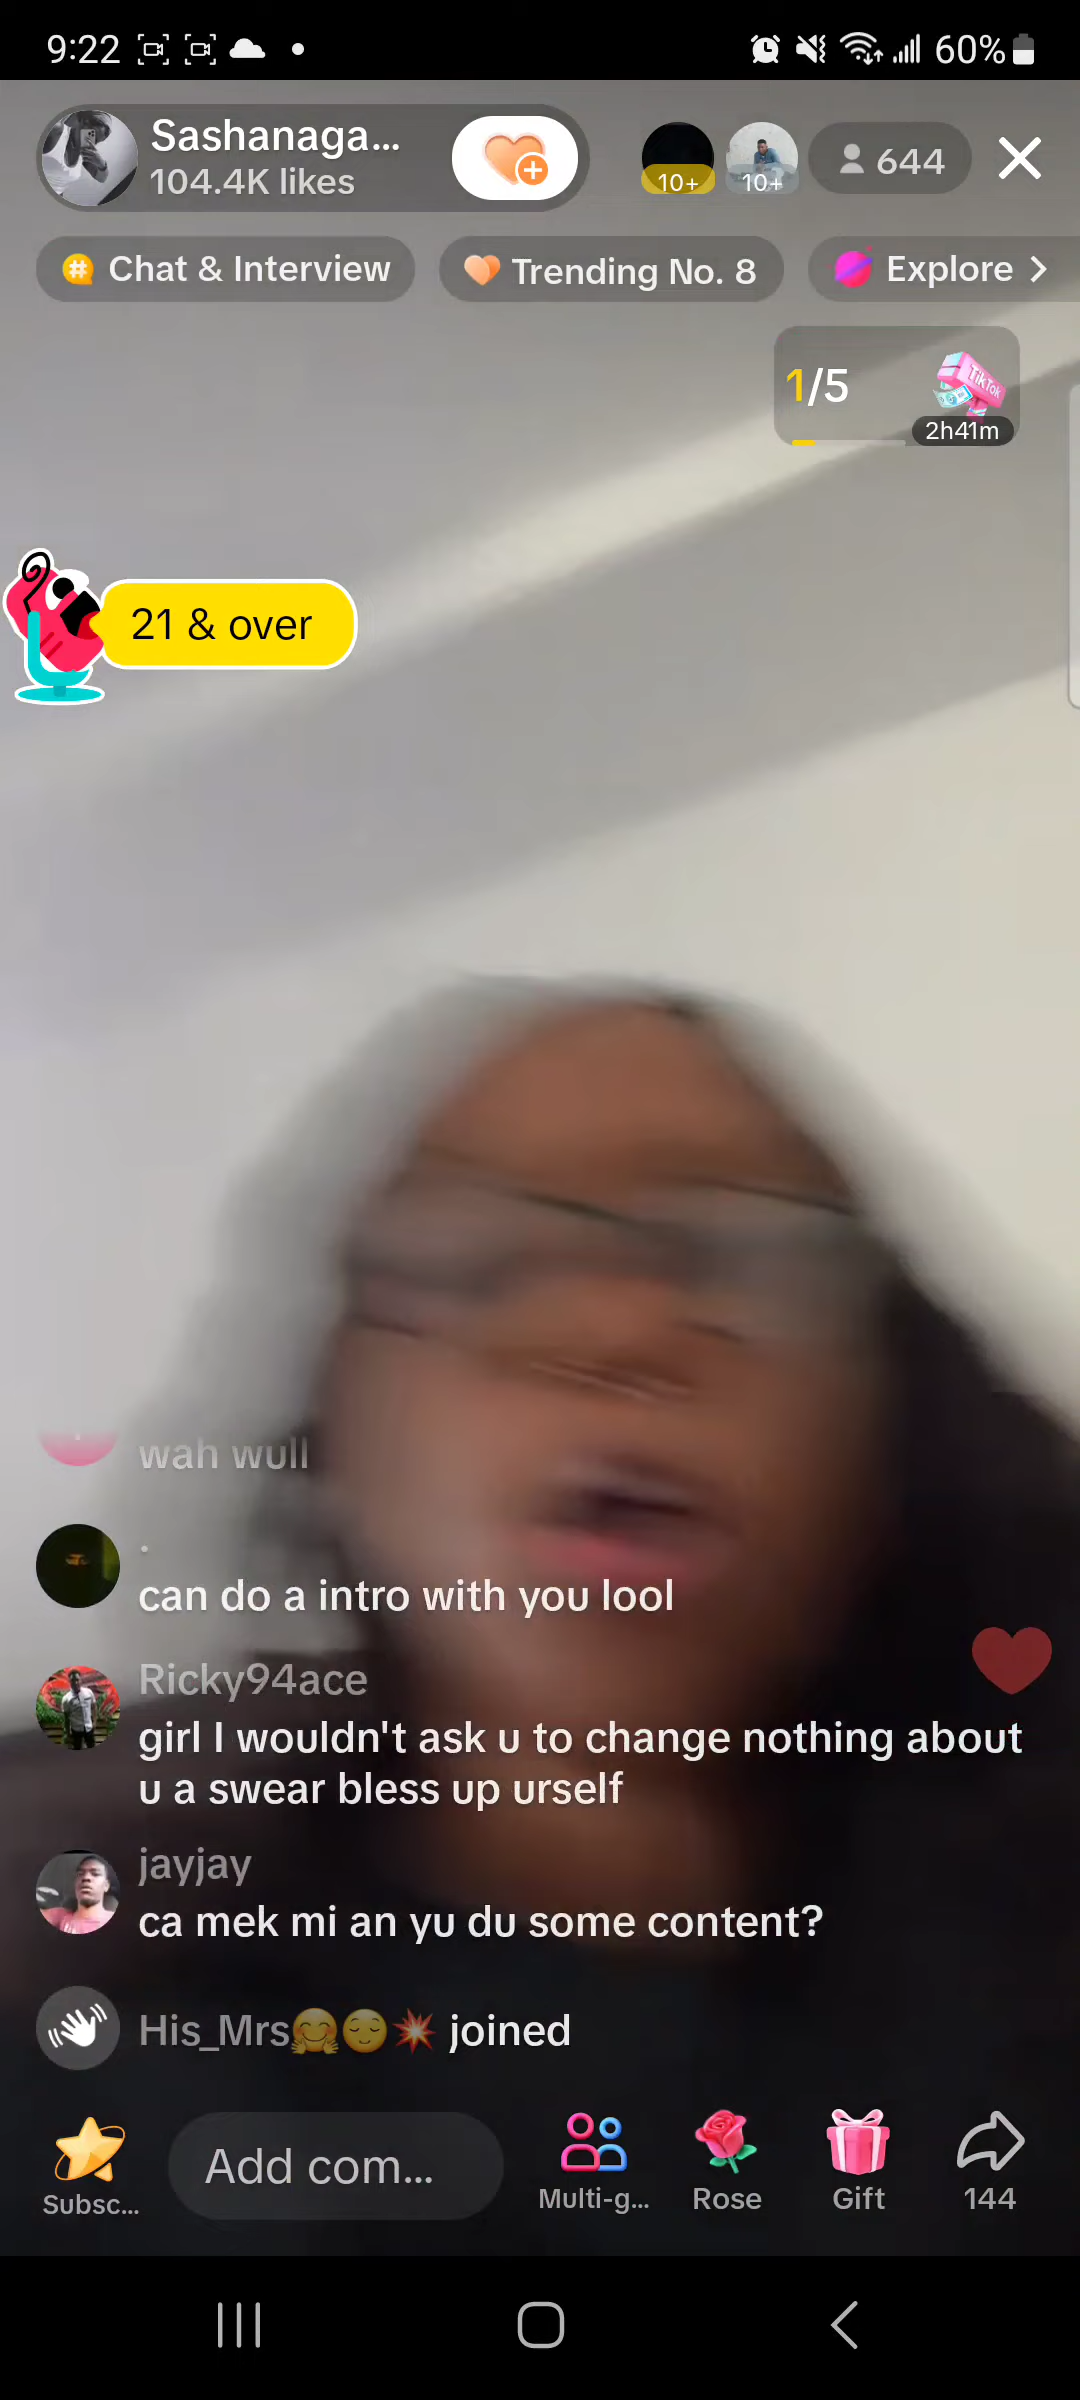 9:22
60%
Sashanaga...
104.4K likes
10+
10+
644
Chat & Interview
Trending No. 8
Explore
1/5
TikTok
2h41m
21 & over
wah wull
.
can do a intro with you lool
Ricky94ace
girl I wouldn't ask u to change nothing about
u a swear bless up urself
jayjay
ca mek mi an yu du some content?
His_Mrs🤗😌💥 joined
Subsc...
Add com...
Multi-g...
Rose
Gift
144